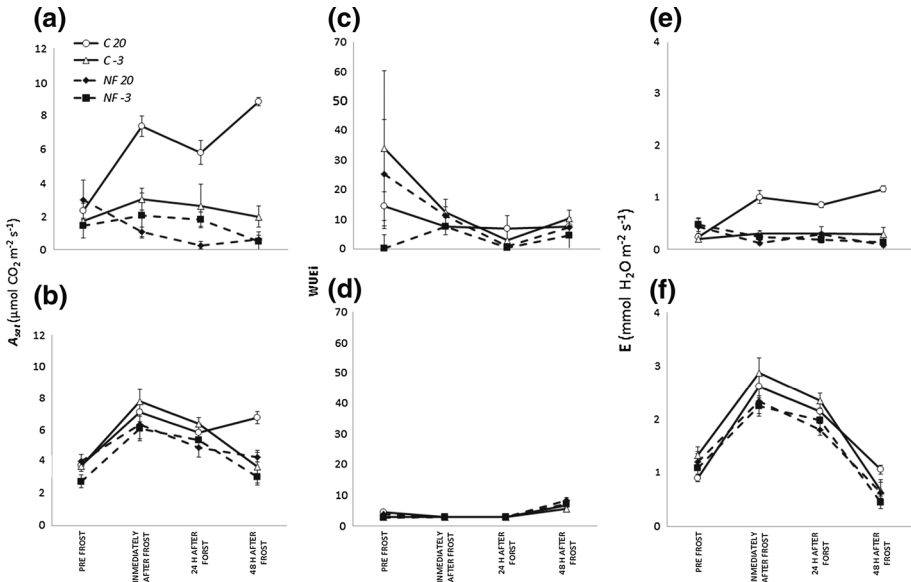 (a)
C 20
C -3
NF 20
NF -3
12
10
8
6
4
2
0
(c)
70
60
50
40
30
20
10
0
(e)
4
3
2
1
0
A sat (μmol CO2 m-2 s-1)
WUEi
E (mmol H2O m-2 s-1)
(b)
12
10
8
6
4
2
0
PRE FROST
INMEDIATELY
AFTER FROST
24 H AFTER
FORST
48 H AFTER
FROST
(d)
70
60
50
40
30
20
10
0
PRE FROST
INMEDIATELY
AFTER FROST
24 H AFTER
FORST
48 H AFTER
FROST
(f)
4
3
2
1
0
PRE FROST
INMEDIATELY
AFTER FROST
24 H AFTER
FORST
48 H AFTER
FROST